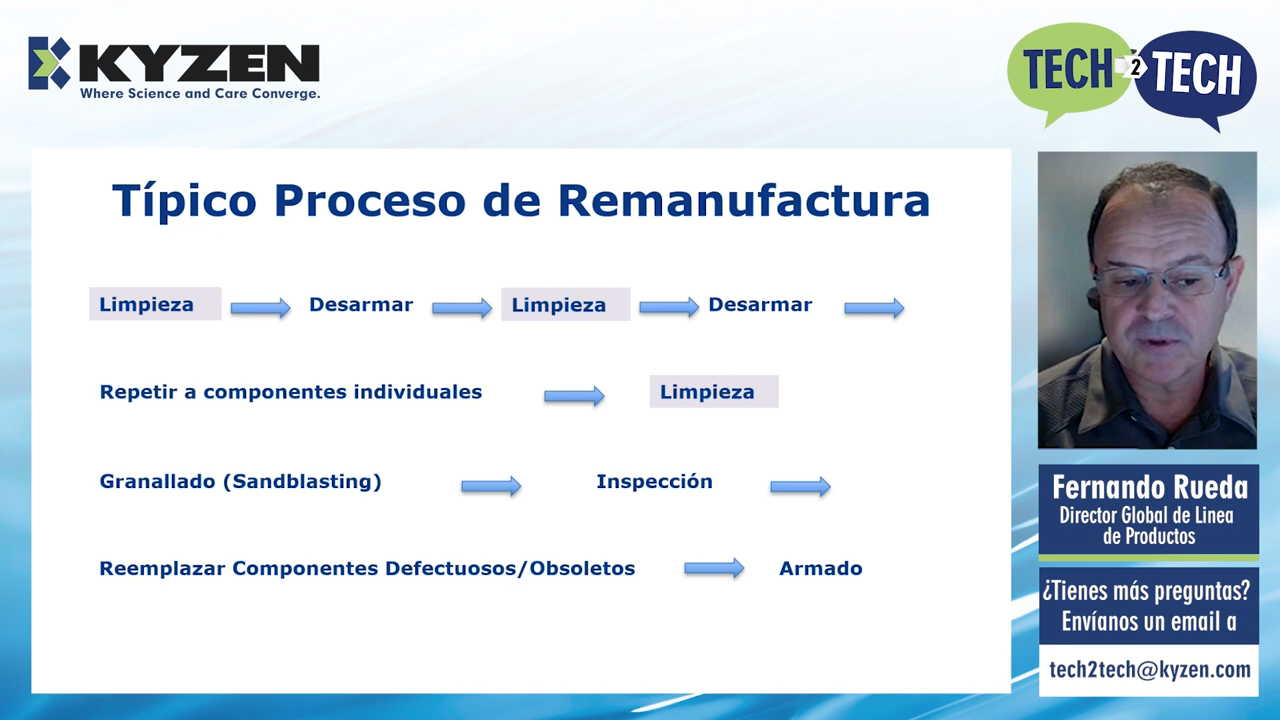 KYZEN
Where Science and Care Converge.
TECH 2 TECH
Típico Proceso de Remanufactura
Limpieza Desarmar Limpieza Desarmar
Repetir a componentes individuales Limpieza
Granallado (Sandblasting) Inspección
Reemplazar Componentes Defectuosos/Obsoletos Armado
Fernando Rueda
Director Global de Linea
de Productos
¿Tienes más preguntas?
Envíanos un email a
tech2tech@kyzen.com